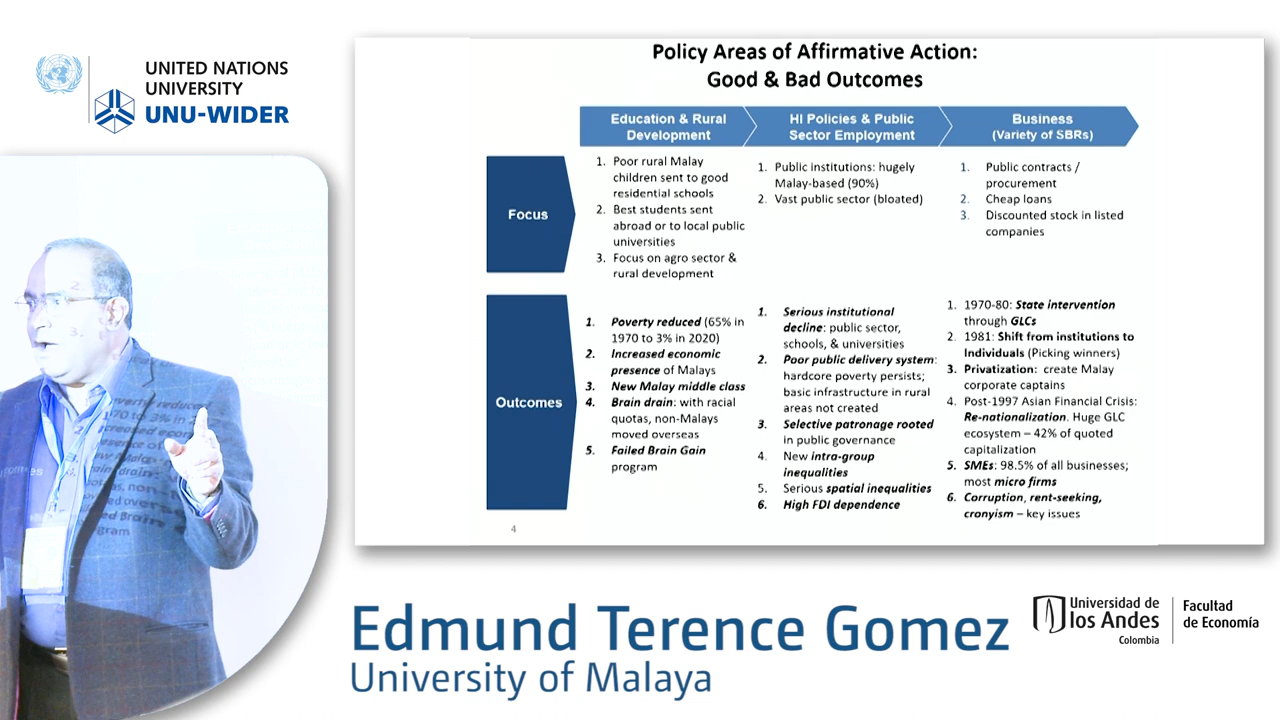 UNITED NATIONS
UNIVERSITY
UNU-WIDER
Policy Areas of Affirmative Action:
Good & Bad Outcomes
Education & Rural
Development
HI Policies & Public
Sector Employment
Business
(Variety of SBRs)
Focus
1. Poor rural Malay
children sent to good
residential schools
2. Best students sent
abroad or to local public
universities
3. Focus on agro sector &
rural development
1. Public institutions: hugely
Malay-based (90%)
2. Vast public sector (bloated)
1. Public contracts /
procurement
2. Cheap loans
3. Discounted stock in listed
companies
Outcomes
1. Poverty reduced (65% in
1970 to 3% in 2020)
2. Increased economic
presence of Malays
3. New Malay middle class
4. Brain drain: with racial
quotas, non-Malays
moved overseas
5. Failed Brain Gain
program
1. Serious institutional
decline: public sector,
schools, & universities
2. Poor public delivery system:
hardcore poverty persists;
basic infrastructure in rural
areas not created
3. Selective patronage rooted
in public governance
4. New intra-group
inequalities
5. Serious spatial inequalities
6. High FDI dependence
1. 1970-80: State intervention
through GLCs
2. 1981: Shift from institutions to
Individuals (Picking winners)
3. Privatization: create Malay
corporate captains
4. Post-1997 Asian Financial Crisis:
Re-nationalization. Huge GLC
ecosystem – 42% of quoted
capitalization
5. SMEs: 98.5% of all businesses;
most micro firms
6. Corruption, rent-seeking,
cronyism – key issues
4
Edmund Terence Gomez
University of Malaya
Universidad de
los Andes
Colombia
Facultad
de Economía